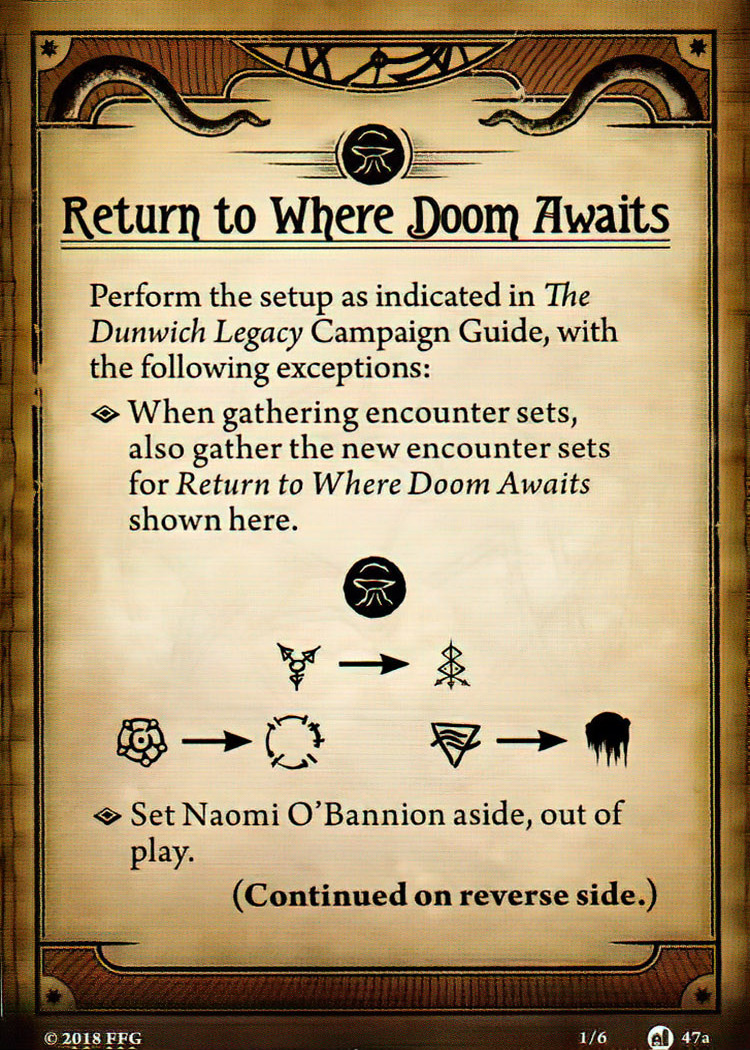 Return to Where Doom Awaits
Perform the setup as indicated in The
Dunwich Legacy Campaign Guide, with
the following exceptions:
When gathering encounter sets,
also gather the new encounter sets
for Return to Where Doom Awaits
shown here.
Set Naomi O’Bannion aside, out of
play.
(Continued on reverse side.)
© 2018 FFG
1/6
47a